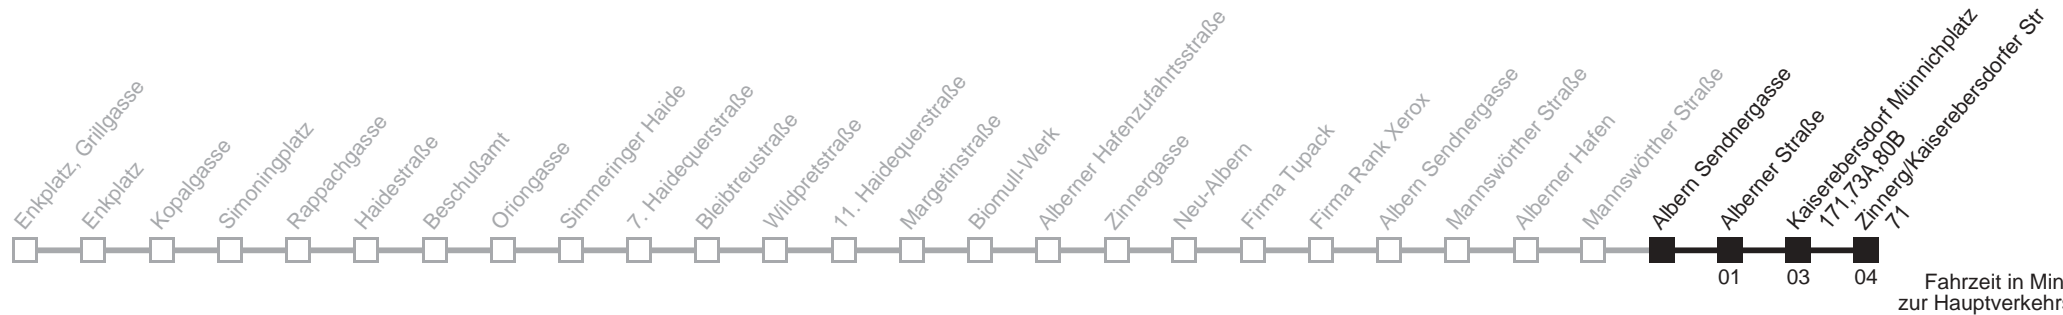 Enkplatz, Grillgasse
Enkplatz
Kopalgasse
Simoningplatz
Rappachgasse
Haidestraße
Beschußamt
Oriongasse
Simmeringer Haide
7. Haidequerstraße
Bleibtreustraße
Wildpretstraße
11. Haidequerstraße
Margetinstraße
Biomull-Werk
Alberner Hafenzufahrtsstraße
Zinnergasse
Neu-Albern
Firma Tupack
Firma Rank Xerox
Albern Sendnergasse
Mannswörther Straße
Alberner Hafen
Mannswörther Straße
Albern Sendnergasse
Alberner Straße
Kaiserebersdorf Münnichplatz
171,73A,80B
Zinnerg/Kaiserebersdorfer Str
71
01
03
04
Fahrzeit in Min
zur Hauptverkehrs